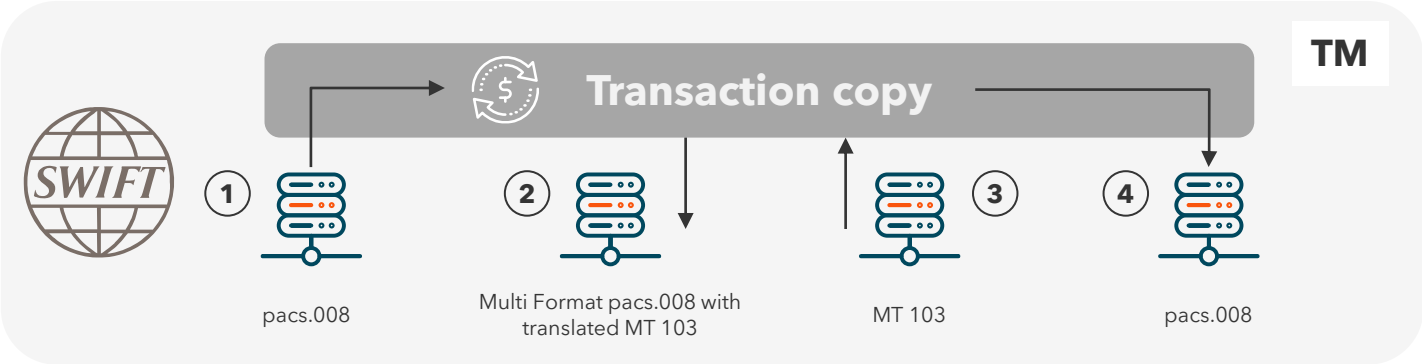 TM
$ Transaction copy
SWIFT
1
2
3
4
pacs.008
Multi Format pacs.008 with
translated MT 103
MT 103
pacs.008